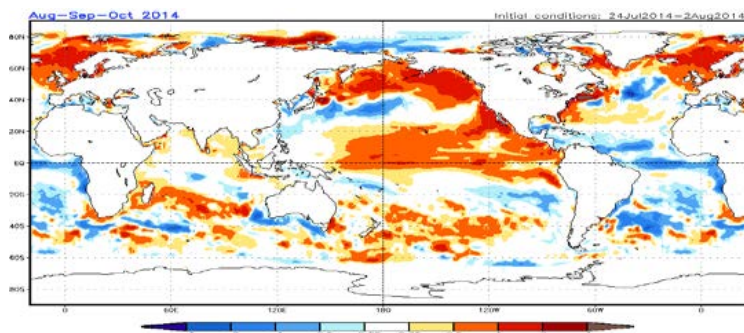 Aug-Sep-Oct 2014
Initial conditions: 24Jul2014-2Aug2014
80N
60N
40N
20N
EQ
20S
40S
60S
80S
0 60E 120E 180 120W 60W 0